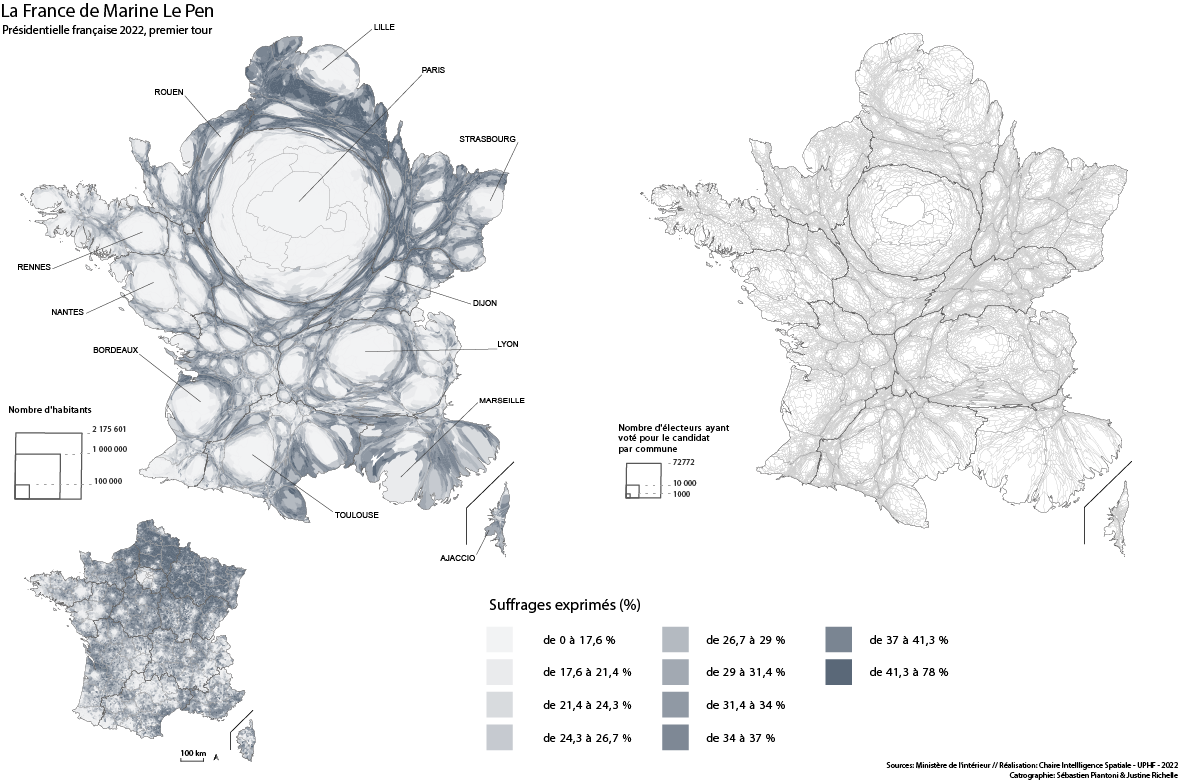 La France de Marine Le Pen
Présidentielle française 2022, premier tour
LILLE
PARIS
ROUEN
STRASBOURG
RENNES
NANTES
DIJON
BORDEAUX
LYON
MARSEILLE
TOULOUSE
AJACCIO
Nombre d'habitants
2 175 601
1 000 000
100 000
Nombre d'électeurs ayant
voté pour le candidat
par commune
72772
10 000
1000
100 km
Suffrages exprimés (%)
de 0 à 17,6 %
de 17,6 à 21,4 %
de 21,4 à 24,3 %
de 24,3 à 26,7 %
de 26,7 à 29 %
de 29 à 31,4 %
de 31,4 à 34 %
de 34 à 37 %
de 37 à 41,3 %
de 41,3 à 78 %
Sources: Ministère de l'intérieur // Réalisation: Chaire Intelligence Spatiale - UPHF - 2022
Catrographie: Sébastien Piantoni & Justine Richelle